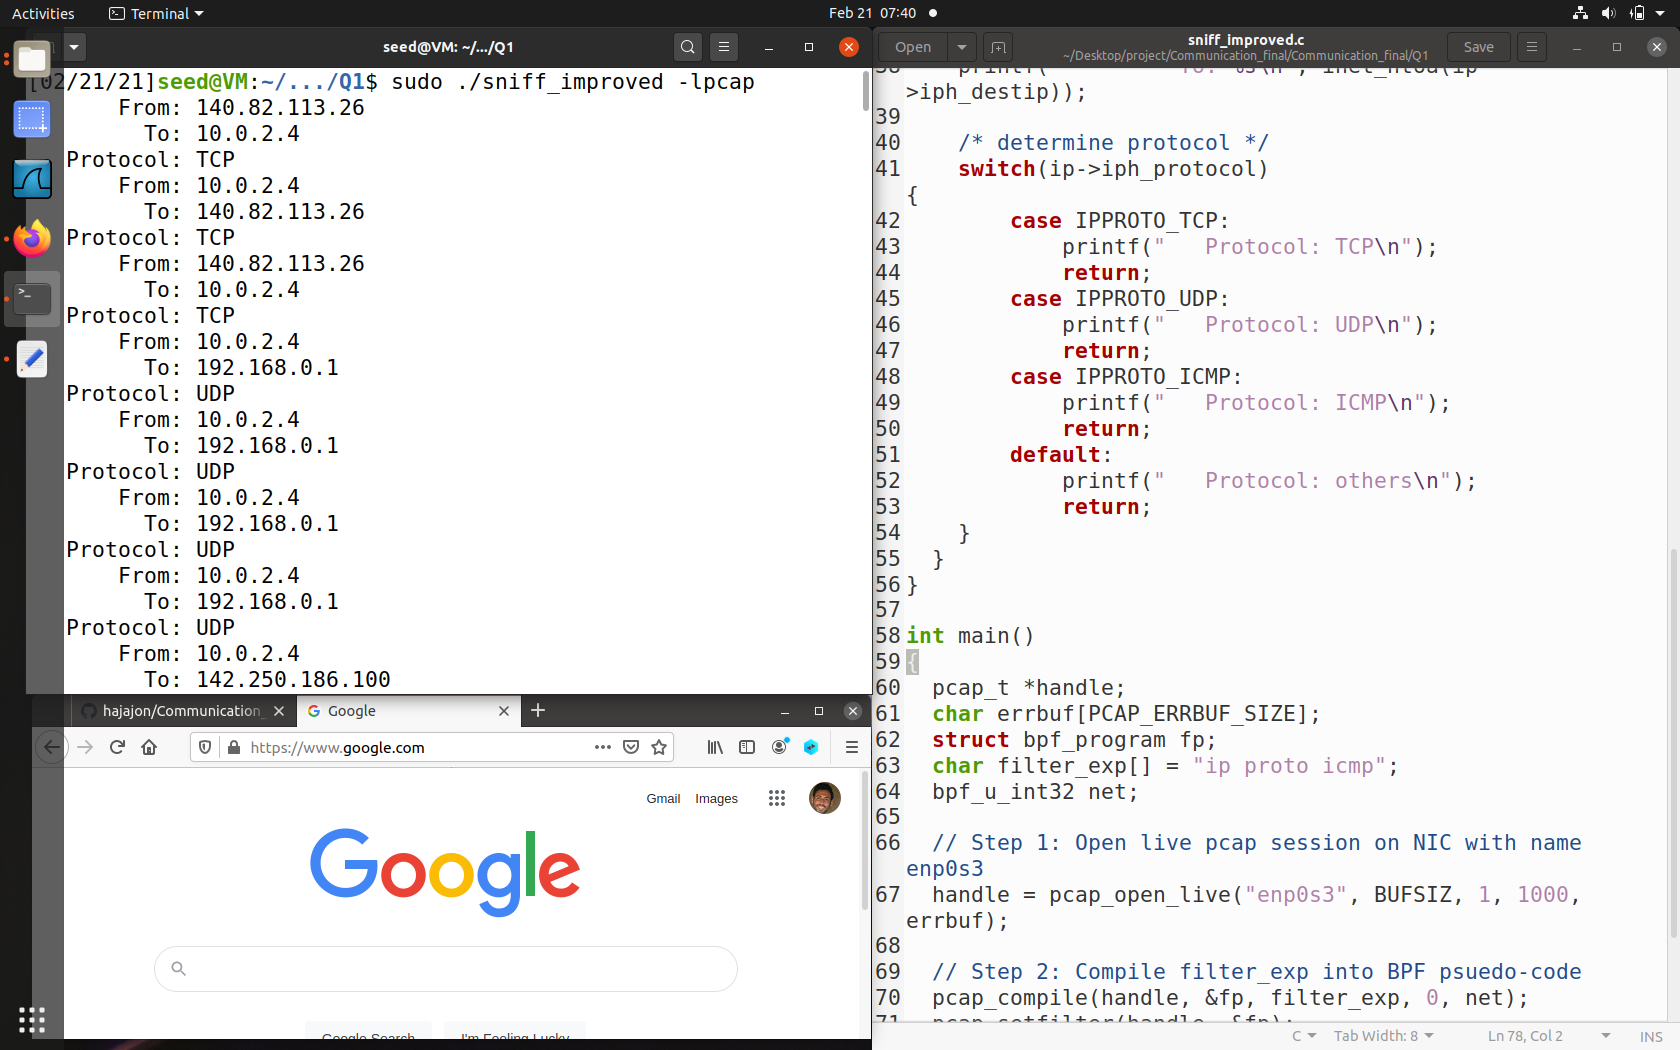 Activities
Terminal
Feb 21 07:40
seed@VM: ~/.../Q1
[02/21/21]seed@VM:~/.../Q1$ sudo ./sniff_improved -lpcap
From: 140.82.113.26
To: 10.0.2.4
Protocol: TCP
From: 10.0.2.4
To: 140.82.113.26
Protocol: TCP
From: 140.82.113.26
To: 10.0.2.4
Protocol: TCP
From: 10.0.2.4
To: 192.168.0.1
Protocol: UDP
From: 10.0.2.4
To: 192.168.0.1
Protocol: UDP
From: 10.0.2.4
To: 192.168.0.1
Protocol: UDP
From: 10.0.2.4
To: 192.168.0.1
Protocol: UDP
From: 10.0.2.4
To: 142.250.186.100
hajajon/Communication_
Google
https://www.google.com
Gmail Images
Google
Google Search I'm Feeling Lucky
Open
sniff_improved.c
~/Desktop/project/Communication_final/Communication_final/Q1
Save
38 printf(" To: %s\n", inet_ntoa(ip
>iph_destip));
39
40 /* determine protocol */
41 switch(ip->iph_protocol)
{
42 case IPPROTO_TCP:
43 printf("   Protocol: TCP\n");
44 return;
45 case IPPROTO_UDP:
46 printf("   Protocol: UDP\n");
47 return;
48 case IPPROTO_ICMP:
49 printf("   Protocol: ICMP\n");
50 return;
51 default:
52 printf("   Protocol: others\n");
53 return;
54 }
55 }
56 }
57
58 int main()
59 {
60 pcap_t *handle;
61 char errbuf[PCAP_ERRBUF_SIZE];
62 struct bpf_program fp;
63 char filter_exp[] = "ip proto icmp";
64 bpf_u_int32 net;
65
66 // Step 1: Open live pcap session on NIC with name
enp0s3
67 handle = pcap_open_live("enp0s3", BUFSIZ, 1, 1000,
errbuf);
68
69 // Step 2: Compile filter_exp into BPF psuedo-code
70 pcap_compile(handle, &fp, filter_exp, 0, net);
71 pcap_setfilter(handle, &fp);
C Tab Width: 8 Ln 78, Col 2 INS